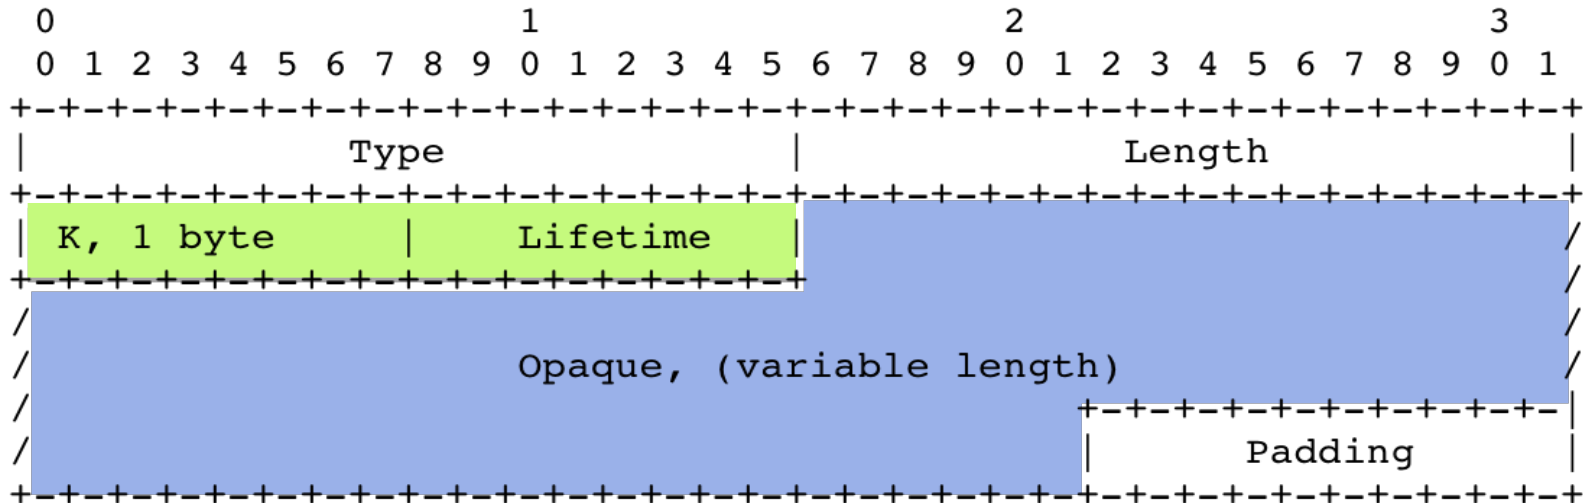 0                   1                   2                   3
0 1 2 3 4 5 6 7 8 9 0 1 2 3 4 5 6 7 8 9 0 1 2 3 4 5 6 7 8 9 0 1
+-+-+-+-+-+-+-+-+-+-+-+-+-+-+-+-+-+-+-+-+-+-+-+-+-+-+-+-+-+-+-+-+
|             Type              |             Length            |
+-+-+-+-+-+-+-+-+-+-+-+-+-+-+-+-+-+-+-+-+-+-+-+-+-+-+-+-+-+-+-+-+
| K, 1 byte     |    Lifetime   |                               /
+-+-+-+-+-+-+-+-+-+-+-+-+-+-+-+-+                               /
/                                                               /
/                    Opaque, (variable length)                  /
/                                           +-+-+-+-+-+-+-+-+-+-|
/                                           |      Padding      |
+-+-+-+-+-+-+-+-+-+-+-+-+-+-+-+-+-+-+-+-+-+-+-+-+-+-+-+-+-+-+-+-+